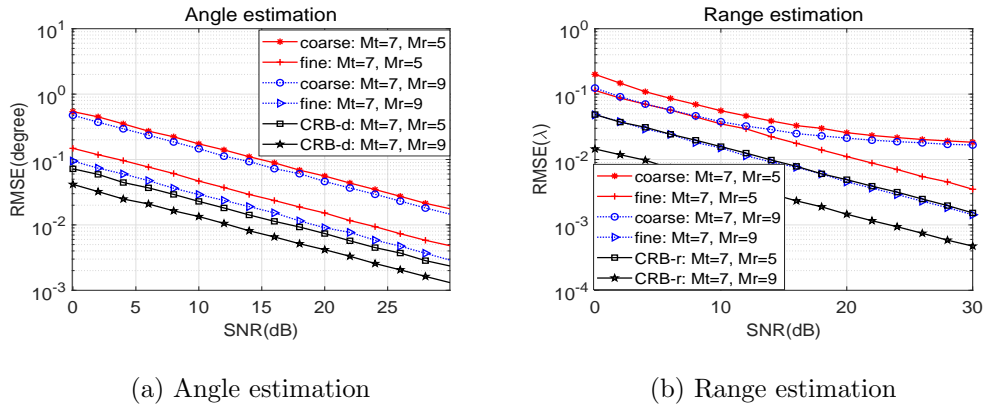 Angle estimation
10^1
10^0
10^-1
10^-2
10^-3
RMSE(degree)
coarse: Mt=7, Mr=5
fine: Mt=7, Mr=5
coarse: Mt=7, Mr=9
fine: Mt=7, Mr=9
CRB-d: Mt=7, Mr=5
CRB-d: Mt=7, Mr=9
0 5 10 15 20 25
SNR(dB)
(a) Angle estimation
Range estimation
10^0
10^-1
10^-2
10^-3
10^-4
RMSE(λ)
coarse: Mt=7, Mr=5
fine: Mt=7, Mr=5
coarse: Mt=7, Mr=9
fine: Mt=7, Mr=9
CRB-r: Mt=7, Mr=5
CRB-r: Mt=7, Mr=9
0 10 20 30
SNR(dB)
(b) Range estimation